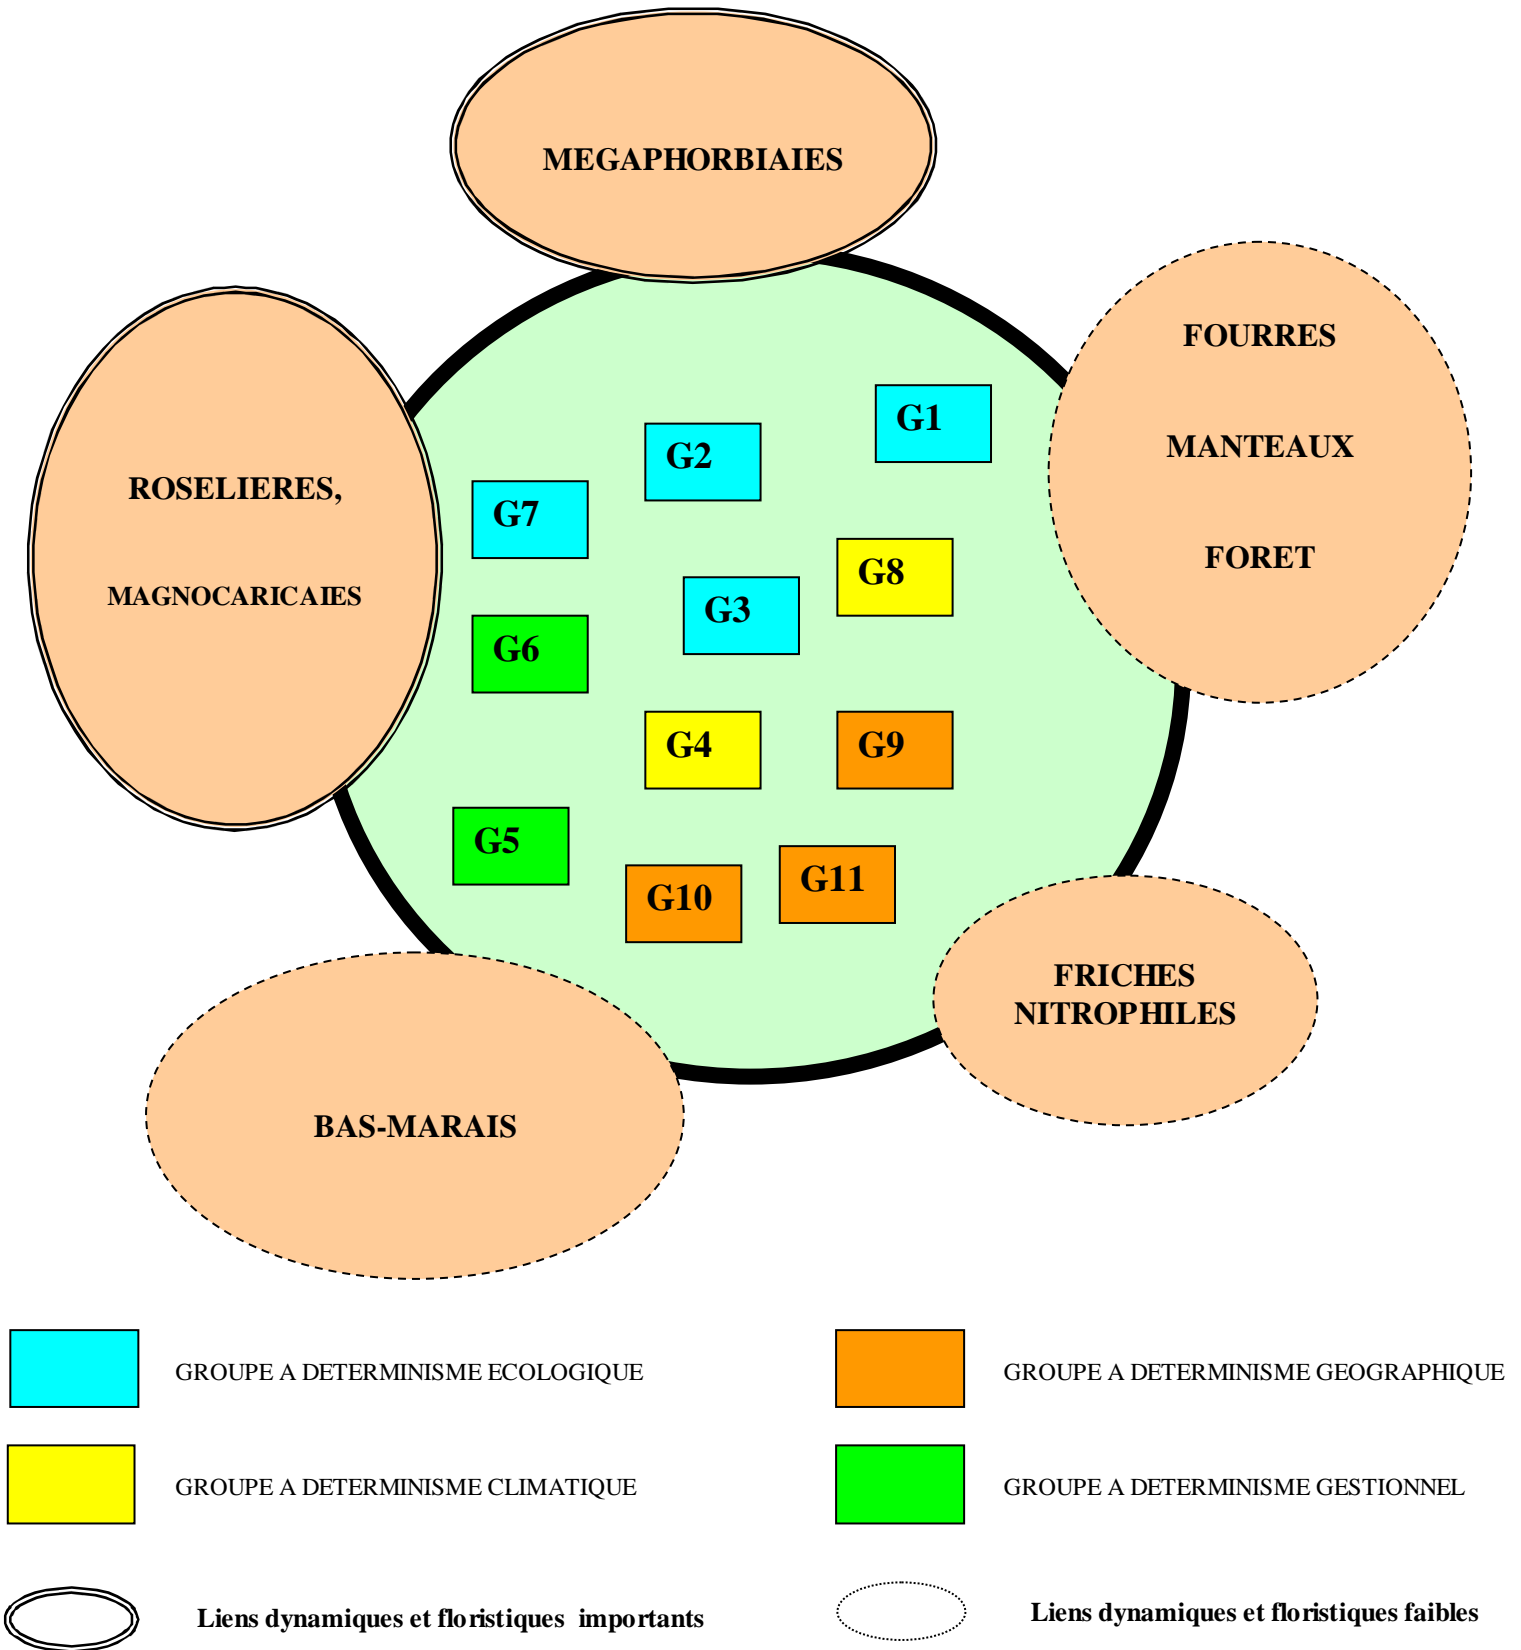 MEGAPHORBIAIES
FOURRES
MANTEAUX
FORET
ROSELIERES,
MAGNOCARICAIES
G1
G2
G7
G8
G3
G6
G4
G9
G5
G11
G10
FRICHES
NITROPHILES
BAS-MARAIS
GROUPE A DETERMINISME ECOLOGIQUE
GROUPE A DETERMINISME GEOGRAPHIQUE
GROUPE A DETERMINISME CLIMATIQUE
GROUPE A DETERMINISME GESTIONNEL
Liens dynamiques et floristiques importants
Liens dynamiques et floristiques faibles